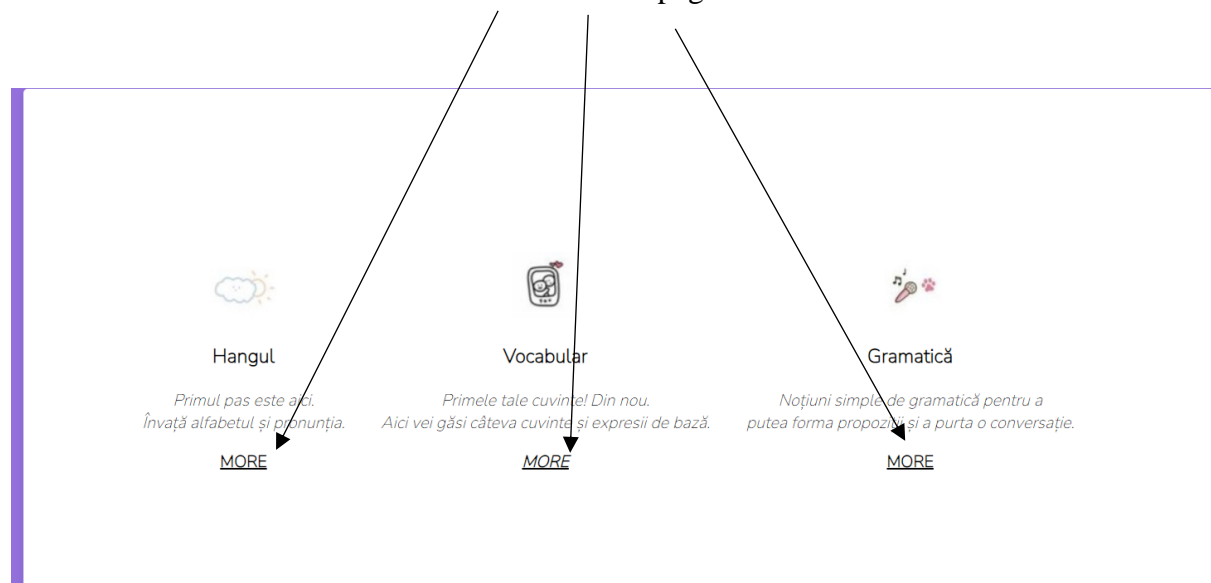 Hangul
Primul pas este aici.
Învață alfabetul și pronunția.
MORE
Vocabular
Primele tale cuvinte! Din nou.
Aici vei găsi câteva cuvinte și expresii de bază.
MORE
Gramatică
Noțiuni simple de gramatică pentru a
putea forma propoziții și a purta o conversație.
MORE